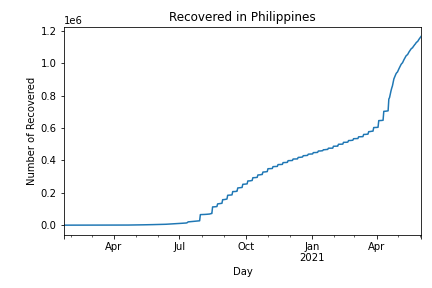 Recovered in Philippines
1e6
1.2
1.0
0.8
0.6
0.4
0.2
0.0
Number of Recovered
Apr
Jul
Oct
Jan
2021
Apr
Day